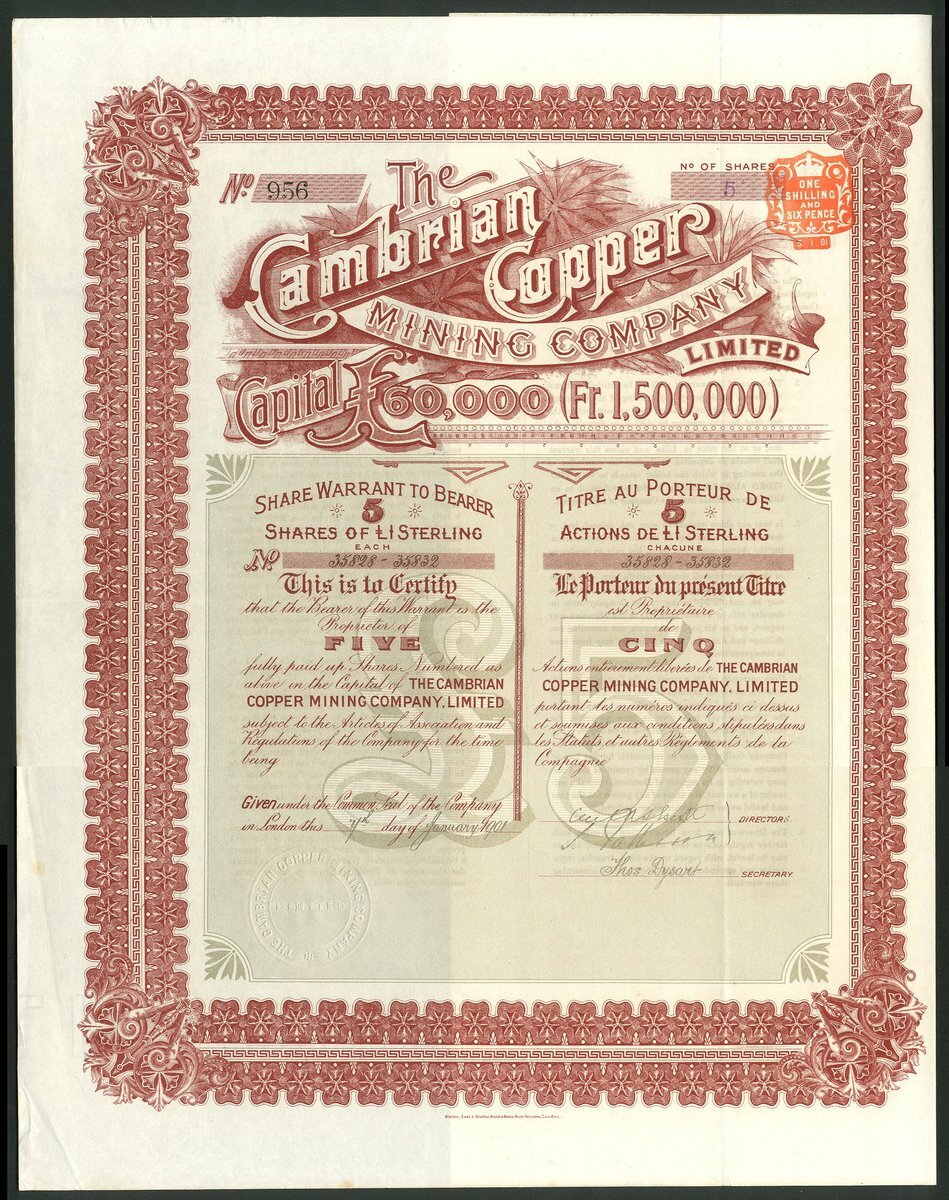 No. 956
The
Cambrian
Copper
MINING COMPANY
LIMITED
No OF SHARES
5
ONE
SHILLING
AND
SIX PENCE
5 1 01
Capital £60,000 (Fr. 1,500,000)
SHARE WARRANT TO BEARER
5
SHARES OF £1 STERLING
EACH
No 35828 - 35832
This is to Certify
that the Bearer of this Warrant is the
Proprietor of
FIVE
fully paid up Shares Numbered as
above in the Capital of THE CAMBRIAN
COPPER MINING COMPANY, LIMITED
subject to the Articles of Association and
Regulations of the Company for the time
being
Given under the Common Seal of the Company
in London this 7th day of January 1901
THE CAMBRIAN COPPER MINING COMPANY
LIMITED
TITRE AU PORTEUR DE
5
ACTIONS DE £1 STERLING
CHACUNE
35828 - 35832
Le Porteur du présent Titre
est Propriétaire
de
CINQ
Actions entièrement libérées de THE CAMBRIAN
COPPER MINING COMPANY, LIMITED
portant les numéros indiqués ci dessus
et soumises aux conditions stipulées dans
les Statuts et autres Règlements de la
Compagnie
DIRECTORS.
Thos Dysart SECRETARY
£5